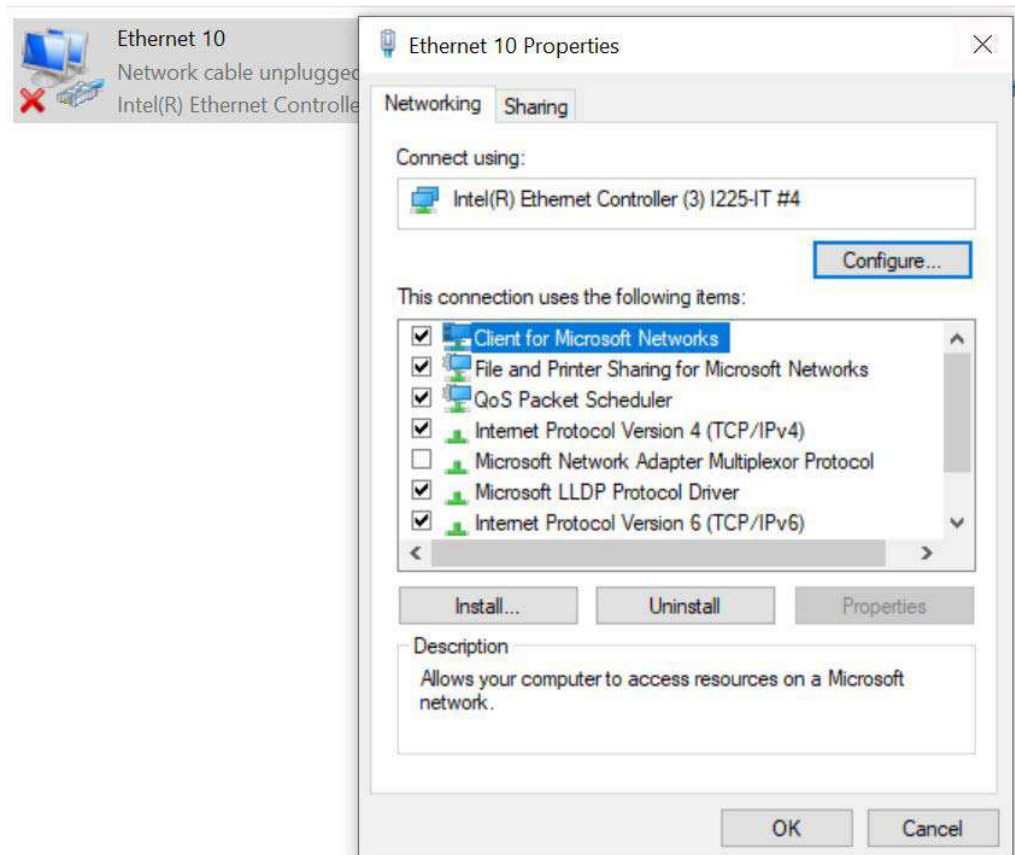 Ethernet 10
Network cable unplugged
Intel(R) Ethernet Controlle
Ethernet 10 Properties
Networking
Sharing
Connect using:
Intel(R) Ethernet Controller (3) I225-IT #4
Configure...
This connection uses the following items:
Client for Microsoft Networks
File and Printer Sharing for Microsoft Networks
QoS Packet Scheduler
Internet Protocol Version 4 (TCP/IPv4)
Microsoft Network Adapter Multiplexor Protocol
Microsoft LLDP Protocol Driver
Internet Protocol Version 6 (TCP/IPv6)
Install...
Uninstall
Properties
Description
Allows your computer to access resources on a Microsoft
network.
OK
Cancel